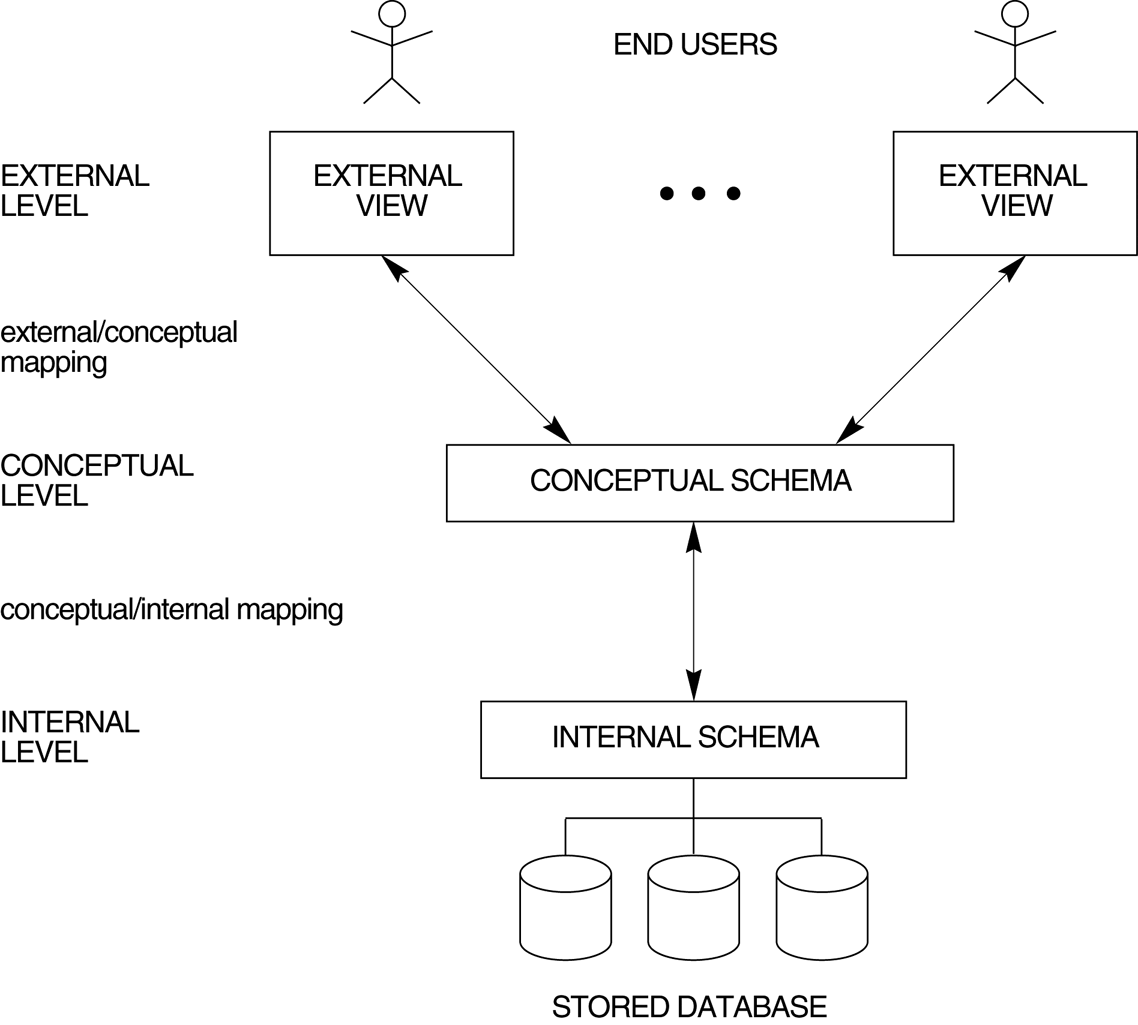 END USERS
EXTERNAL
LEVEL
EXTERNAL
VIEW
EXTERNAL
VIEW
external/conceptual
mapping
CONCEPTUAL
LEVEL
CONCEPTUAL SCHEMA
conceptual/internal mapping
INTERNAL
LEVEL
INTERNAL SCHEMA
STORED DATABASE